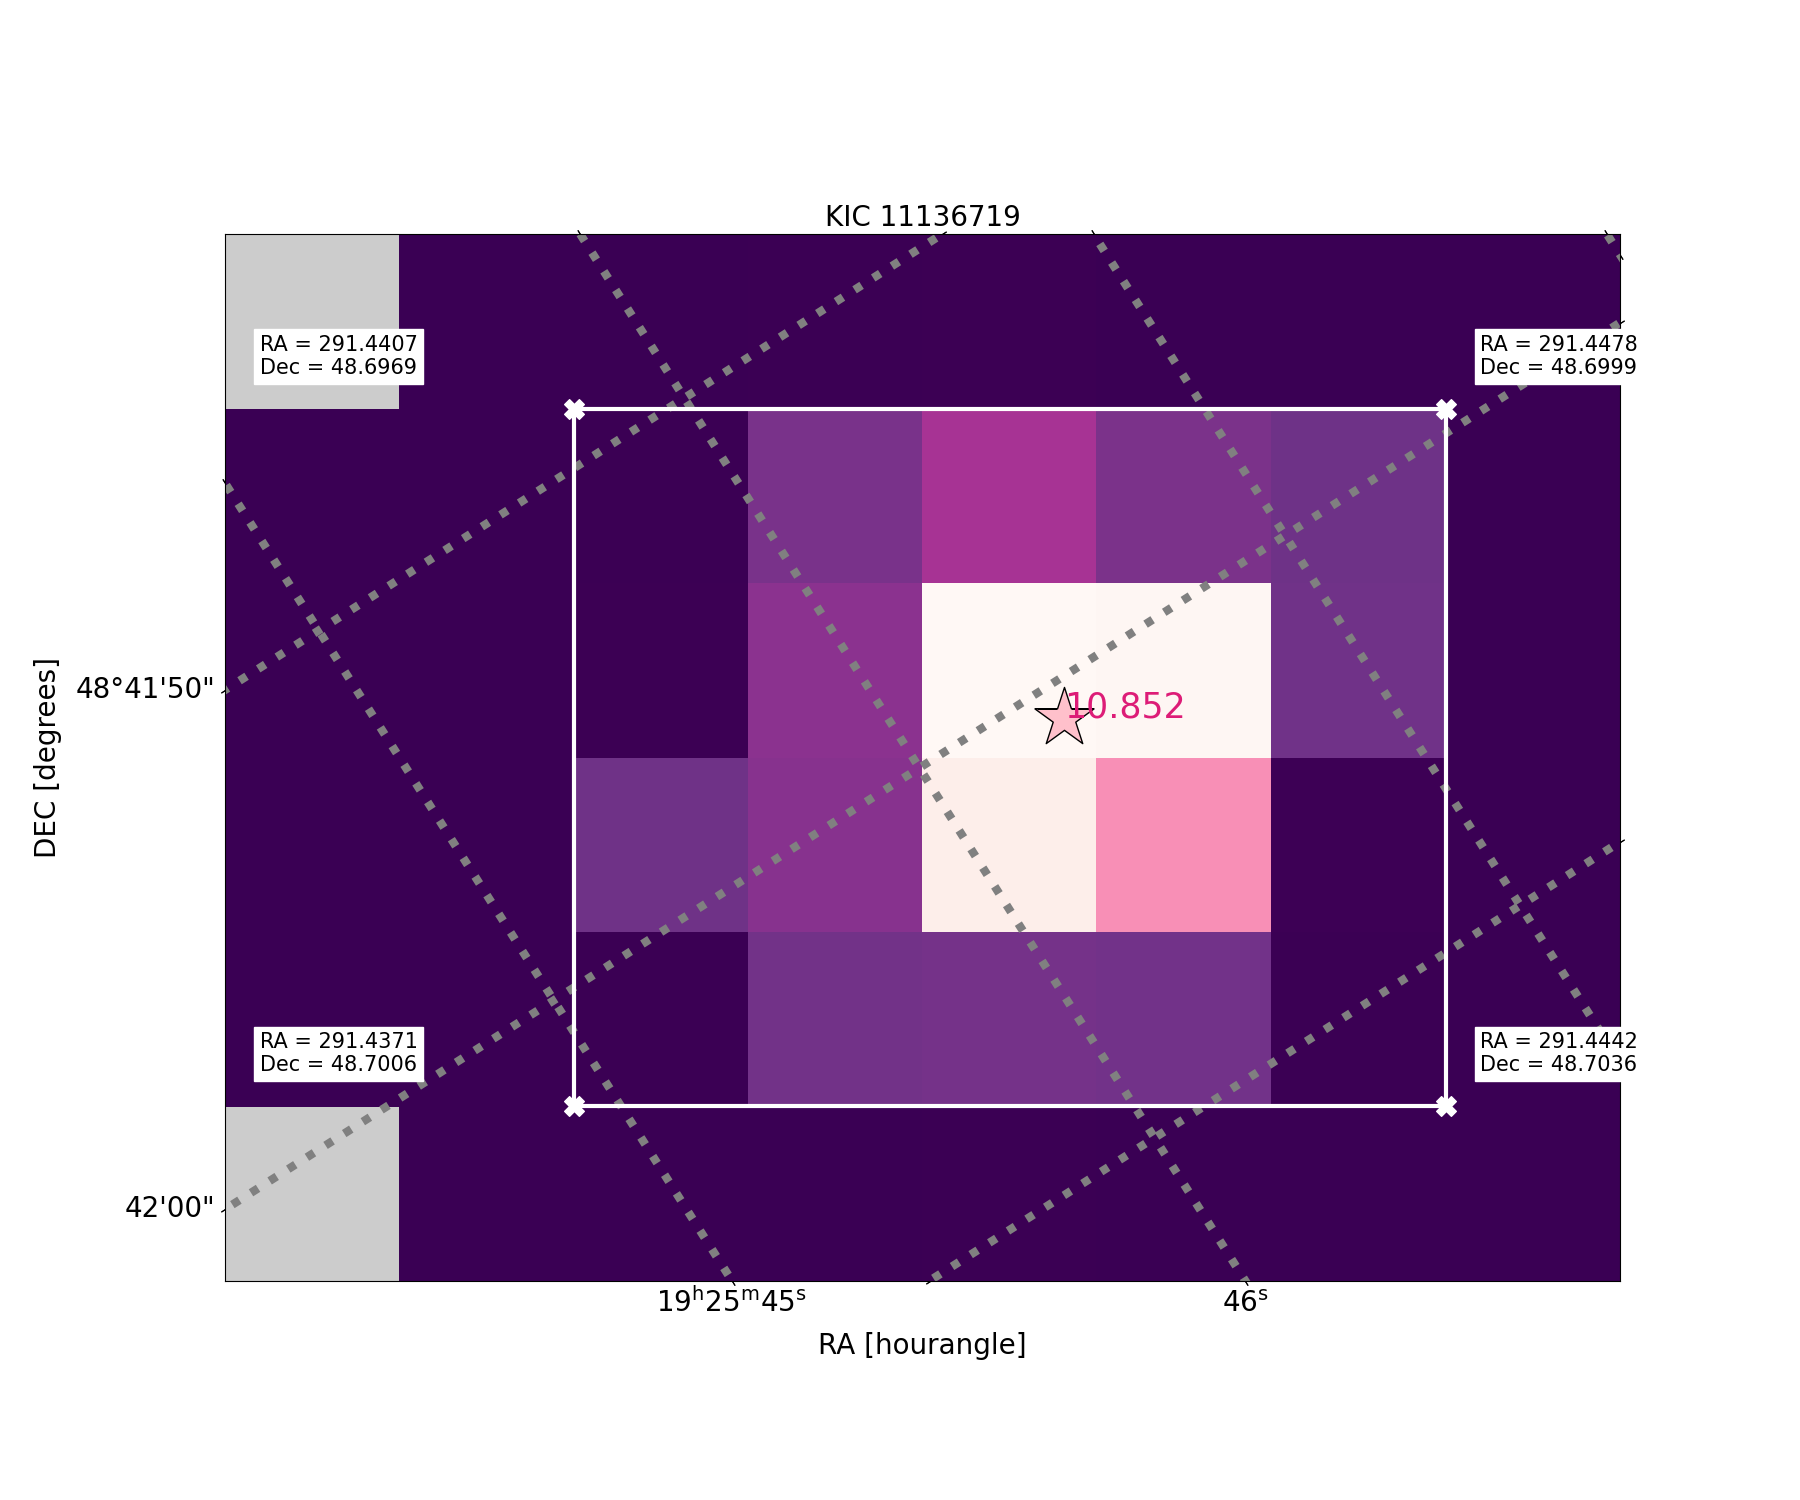 KIC 11136719
RA = 291.4407
Dec = 48.6969
RA = 291.4478
Dec = 48.6999
48°41'50"
10.852
DEC [degrees]
RA = 291.4371
Dec = 48.7006
RA = 291.4442
Dec = 48.7036
42'00"
19h25m45s
46s
RA [hourangle]